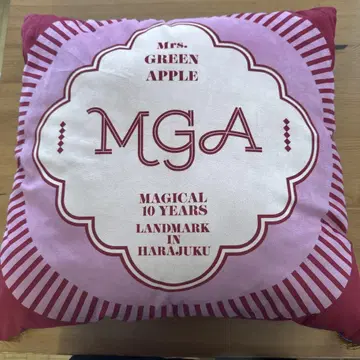 Mrs.
GREEN
APPLE
MGA
MAGICAL
10 YEARS
LANDMARK
IN
HARAJUKU